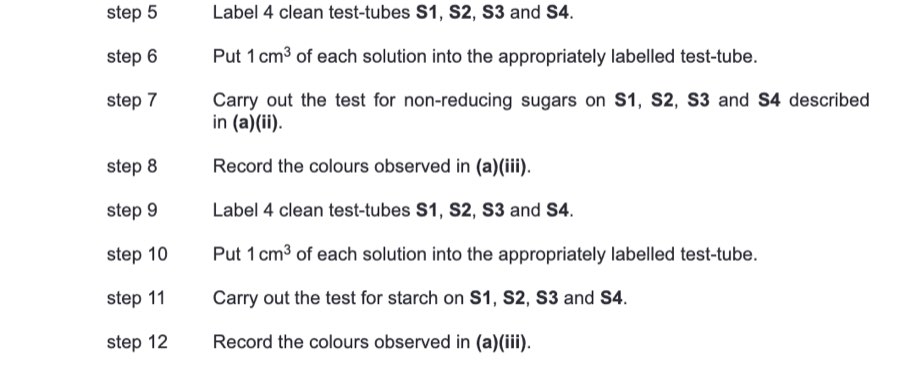 step 5 Label 4 clean test-tubes S1, S2, S3 and S4.
step 6 Put 1 cm³ of each solution into the appropriately labelled test-tube.
step 7 Carry out the test for non-reducing sugars on S1, S2, S3 and S4 described
in (a)(ii).
step 8 Record the colours observed in (a)(iii).
step 9 Label 4 clean test-tubes S1, S2, S3 and S4.
step 10 Put 1 cm³ of each solution into the appropriately labelled test-tube.
step 11 Carry out the test for starch on S1, S2, S3 and S4.
step 12 Record the colours observed in (a)(iii).